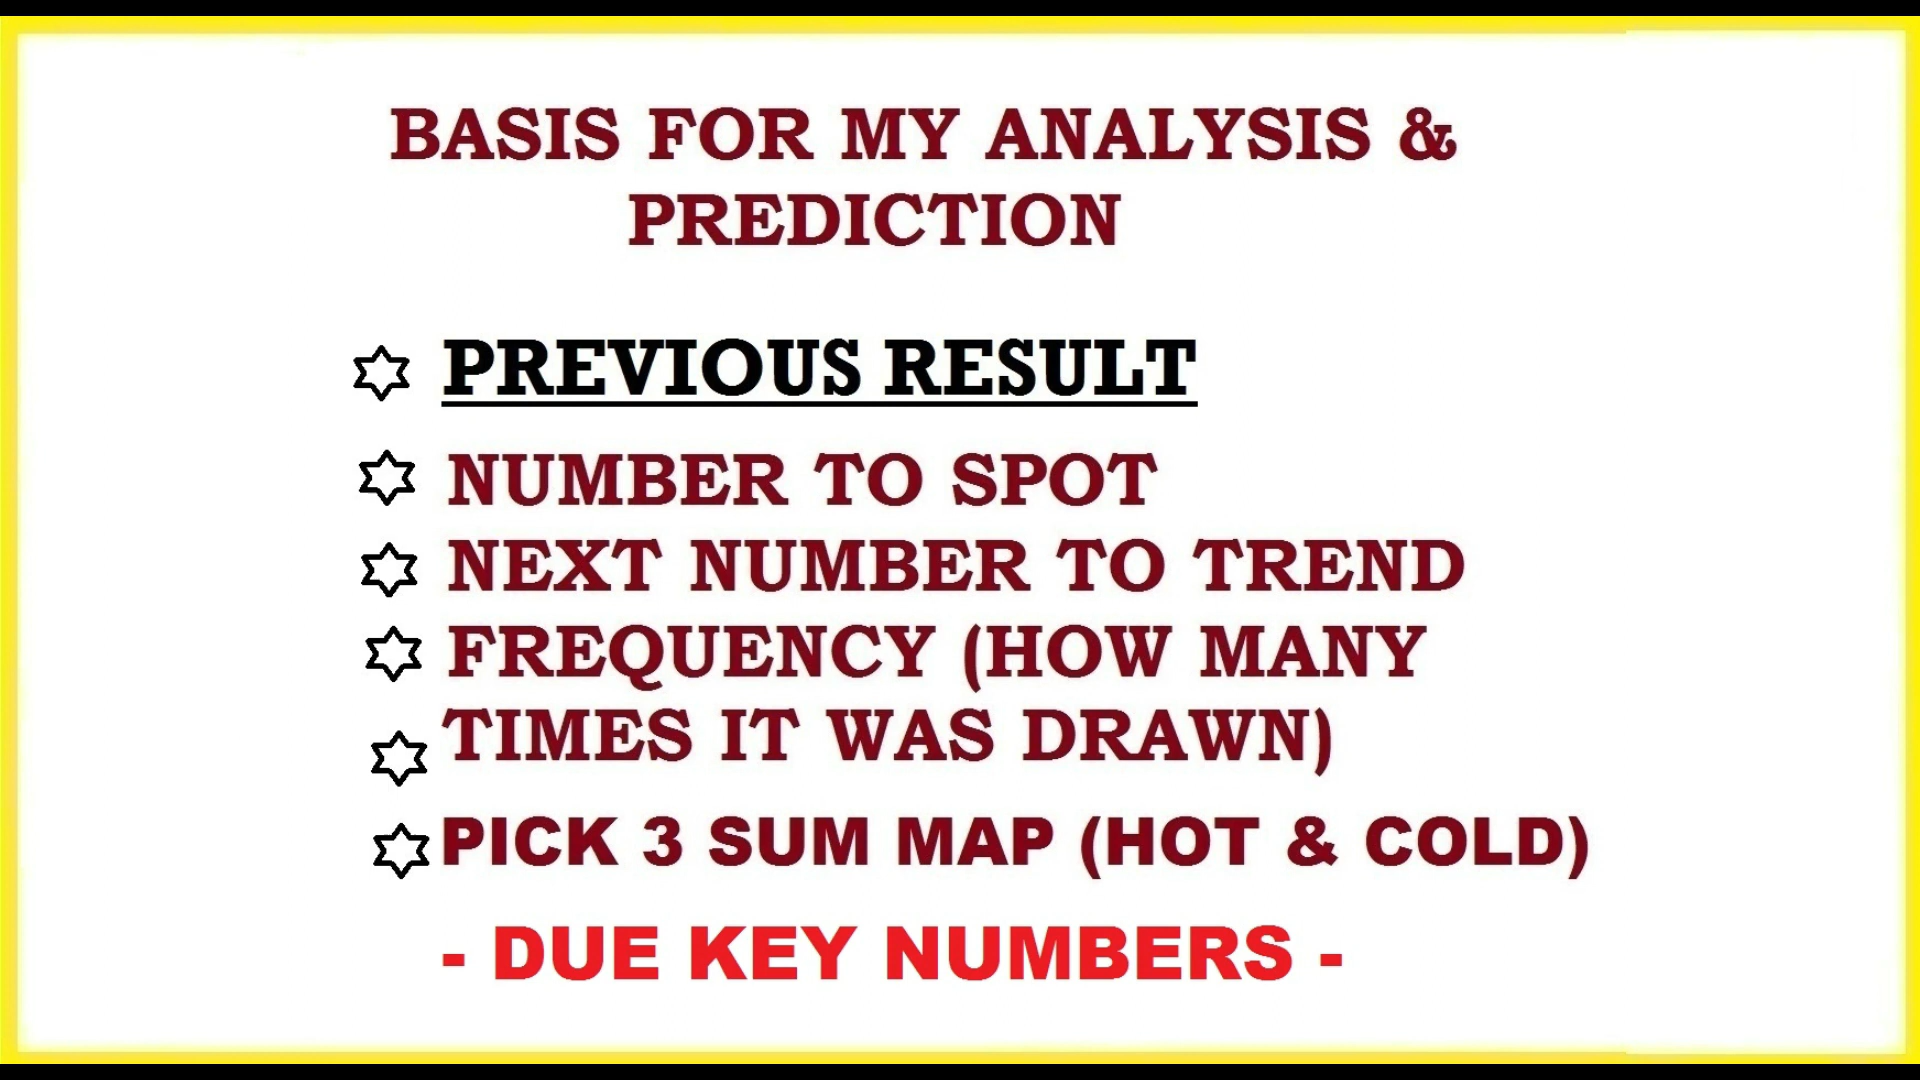 BASIS FOR MY ANALYSIS &
PREDICTION
PREVIOUS RESULT
NUMBER TO SPOT
NEXT NUMBER TO TREND
FREQUENCY (HOW MANY
TIMES IT WAS DRAWN)
PICK 3 SUM MAP (HOT & COLD)
- DUE KEY NUMBERS -